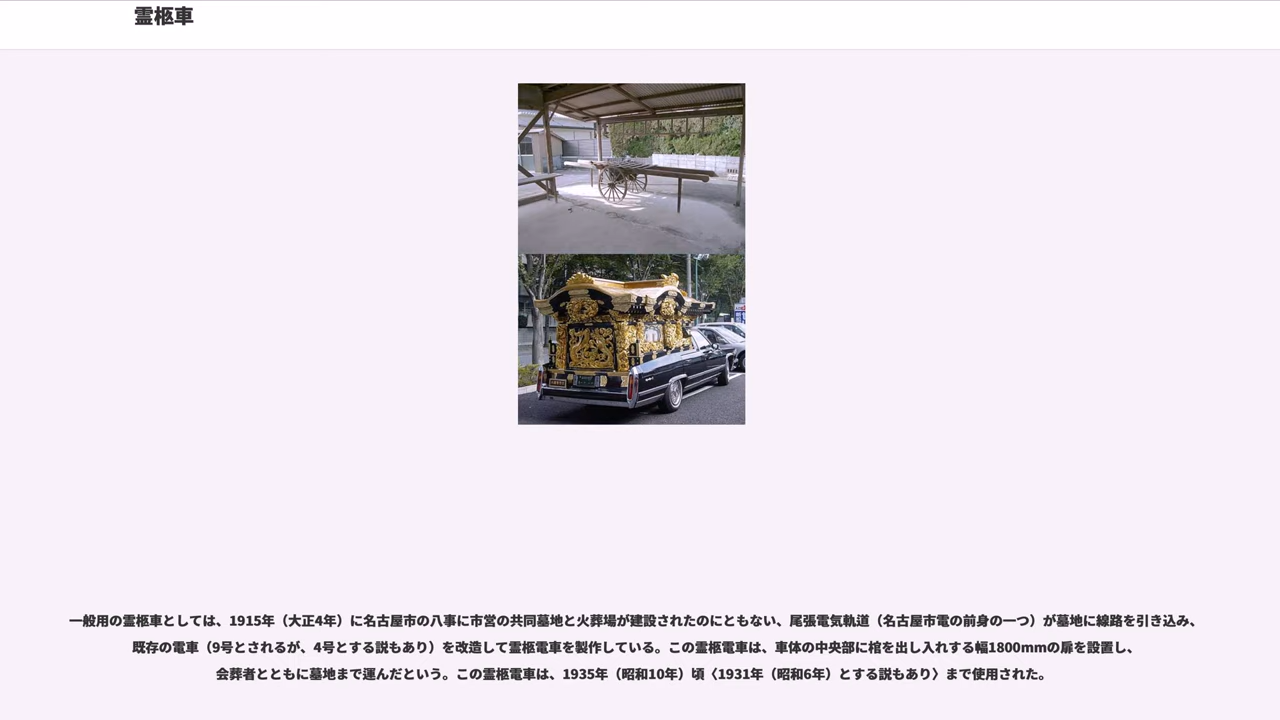 霊柩車
一般用の霊柩車としては、1915年（大正4年）に名古屋市の八事に市営の共同墓地と火葬場が建設されたのにともない、尾張電気軌道（名古屋市電の前身の一つ）が墓地に線路を引き込み、
既存の電車（9号とされるが、4号とする説もあり）を改造して霊柩電車を製作している。この霊柩電車は、車体の中央部に棺を出し入れする幅1800mmの扉を設置し、
会葬者とともに墓地まで運んだという。この霊柩電車は、1935年（昭和10年）頃〈1931年（昭和6年）とする説もあり〉まで使用された。